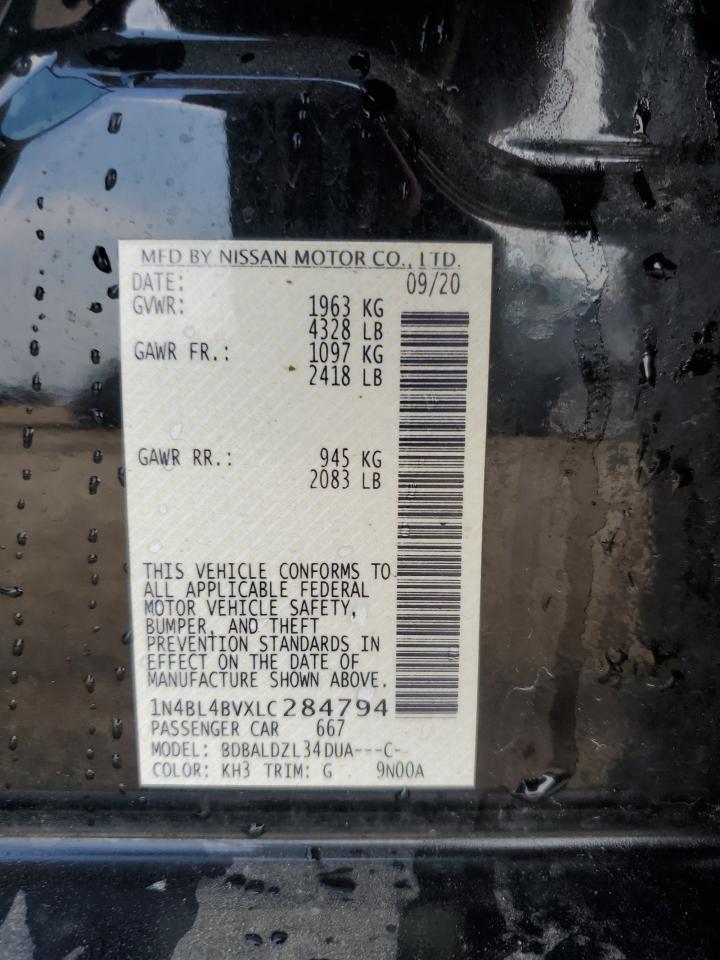 MFD BY NISSAN MOTOR CO., LTD.
DATE: 09/20
GVWR: 1963 KG
4328 LB
GAWR FR.: 1097 KG
2418 LB
GAWR RR.: 945 KG
2083 LB
THIS VEHICLE CONFORMS TO
ALL APPLICABLE FEDERAL
MOTOR VEHICLE SAFETY,
BUMPER, AND THEFT
PREVENTION STANDARDS IN
EFFECT ON THE DATE OF
MANUFACTURE SHOWN ABOVE.
1N4BL4BVXLC284794
PASSENGER CAR 667
MODEL: BDBALDZL34DUA---C-
COLOR: KH3 TRIM: G 9N00A